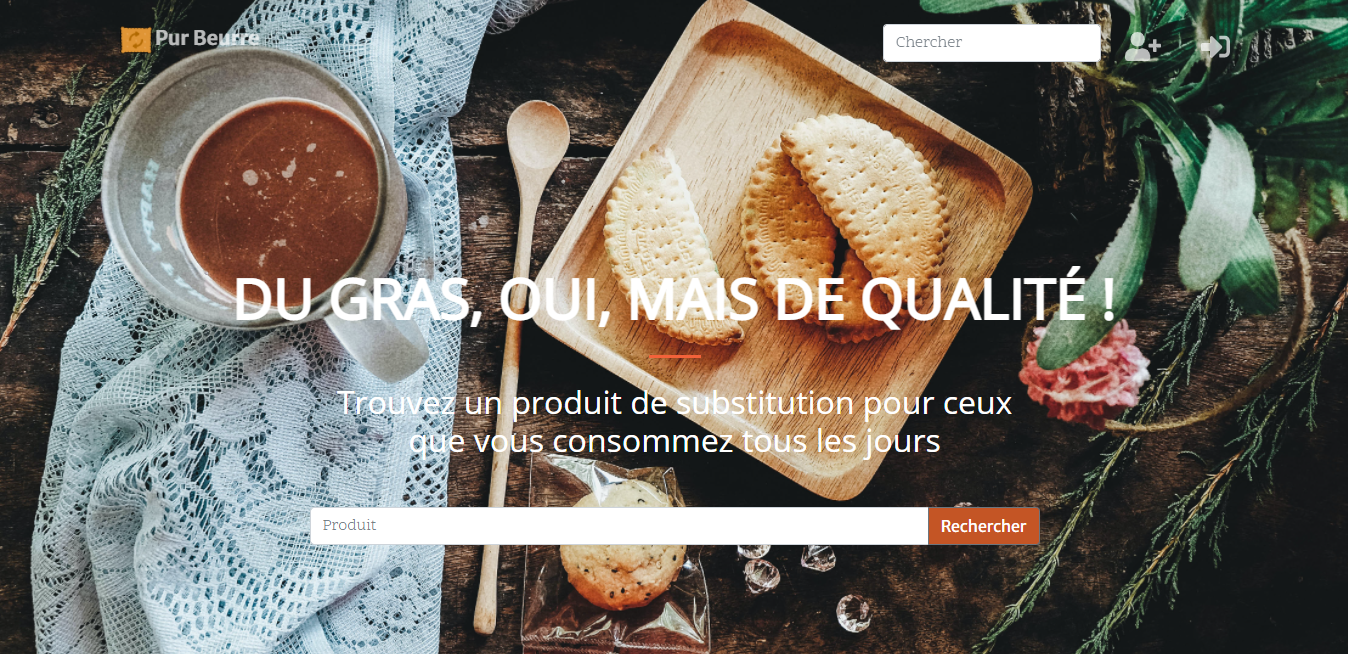 Pur Beurre
Chercher
DU GRAS, OUI, MAIS DE QUALITÉ !
Trouvez un produit de substitution pour ceux
que vous consommez tous les jours
Produit
Rechercher